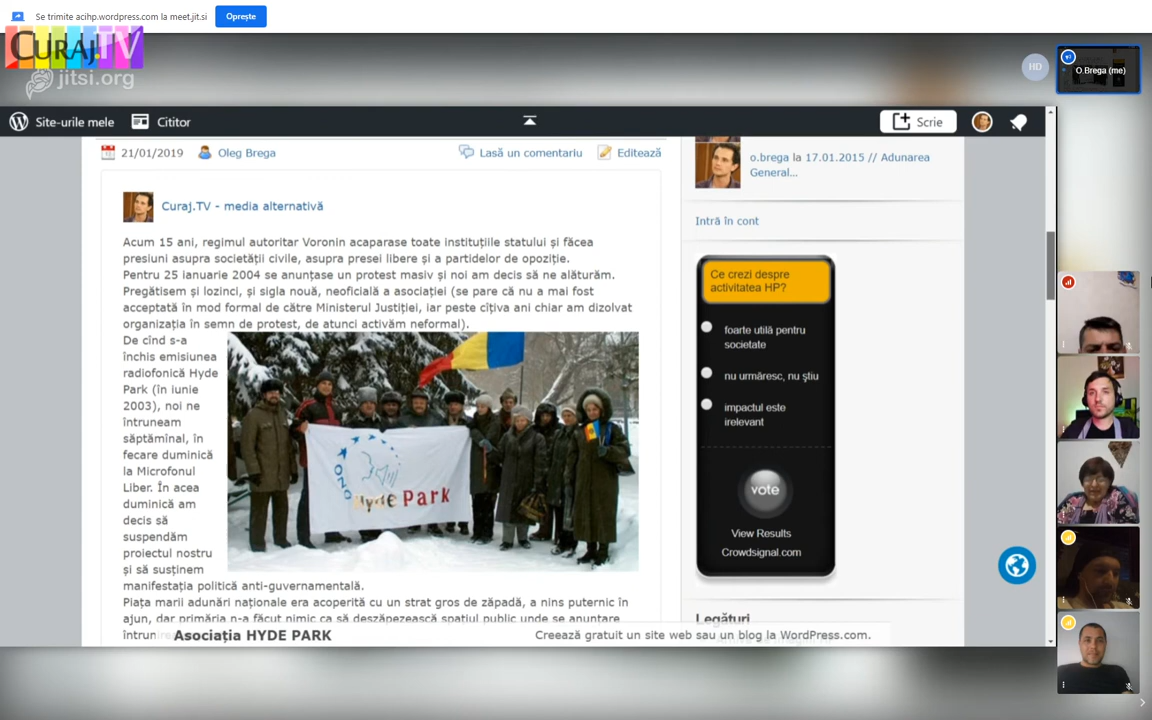 Se trimite acihp.wordpress.com la meet.jit.si
Oprește
CURAJ.TV
jitsi.org
HD
O.Brega (me)
Site-urile mele
Cititor
Scrie
21/01/2019
Oleg Brega
Lasă un comentariu
Editează
Curaj.TV - media alternativă
Acum 15 ani, regimul autoritar Voronin acaparase toate instituțiile statului și făcea
presiuni asupra societății civile, asupra presei libere și a partidelor de opoziție.
Pentru 25 ianuarie 2004 se anunțase un protest masiv și noi am decis să ne alăturăm.
Pregătisem și lozinci, și sigla nouă, neoficială a asociației (se pare că nu a mai fost
acceptată în mod formal de către Ministerul Justiției, iar peste cîțiva ani chiar am dizolvat
organizația în semn de protest, de atunci activăm neformal).
De cînd s-a
închis emisiunea
radiofonică Hyde
Park (în iunie
2003), noi ne
întruneam
săptămînal, în
fecare duminică
la Microfonul
Liber. În acea
duminică am
decis să
suspendăm
proiectul nostru
și să susținem
manifestația politică anti-guvernamentală.
Piața marii adunări naționale era acoperită cu un strat gros de zăpadă, a nins puternic în
ajun, dar primăria n-a făcut nimic ca să deszăpezească spațiul public unde se anunțare
Hyde Park
o.brega la 17.01.2015 // Adunarea
General...
Intră în cont
Ce crezi despre
activitatea HP?
foarte utilă pentru
societate
nu urmăresc, nu știu
impactul este
irelevant
vote
View Results
Crowdsignal.com
Legături
Asociația HYDE PARK
Creează gratuit un site web sau un blog la WordPress.com.